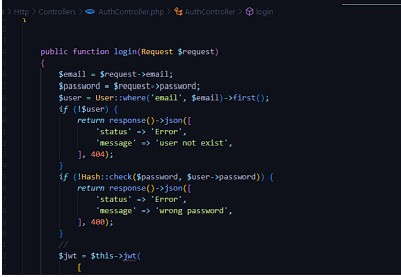 Http > Controllers > AuthController.php > AuthController > login
{
public function login(Request $request)
{
$email = $request->email;
$password = $request->password;
$user = User::where('email', $email)->first();
if (!$user) {
return response()->json([
'status' => 'Error',
'message' => 'user not exist',
], 404);
}
if (!Hash::check($password, $user->password)) {
return response()->json([
'status' => 'Error',
'message' => 'wrong password',
], 400);
}
//
$jwt = $this->jwt(
[